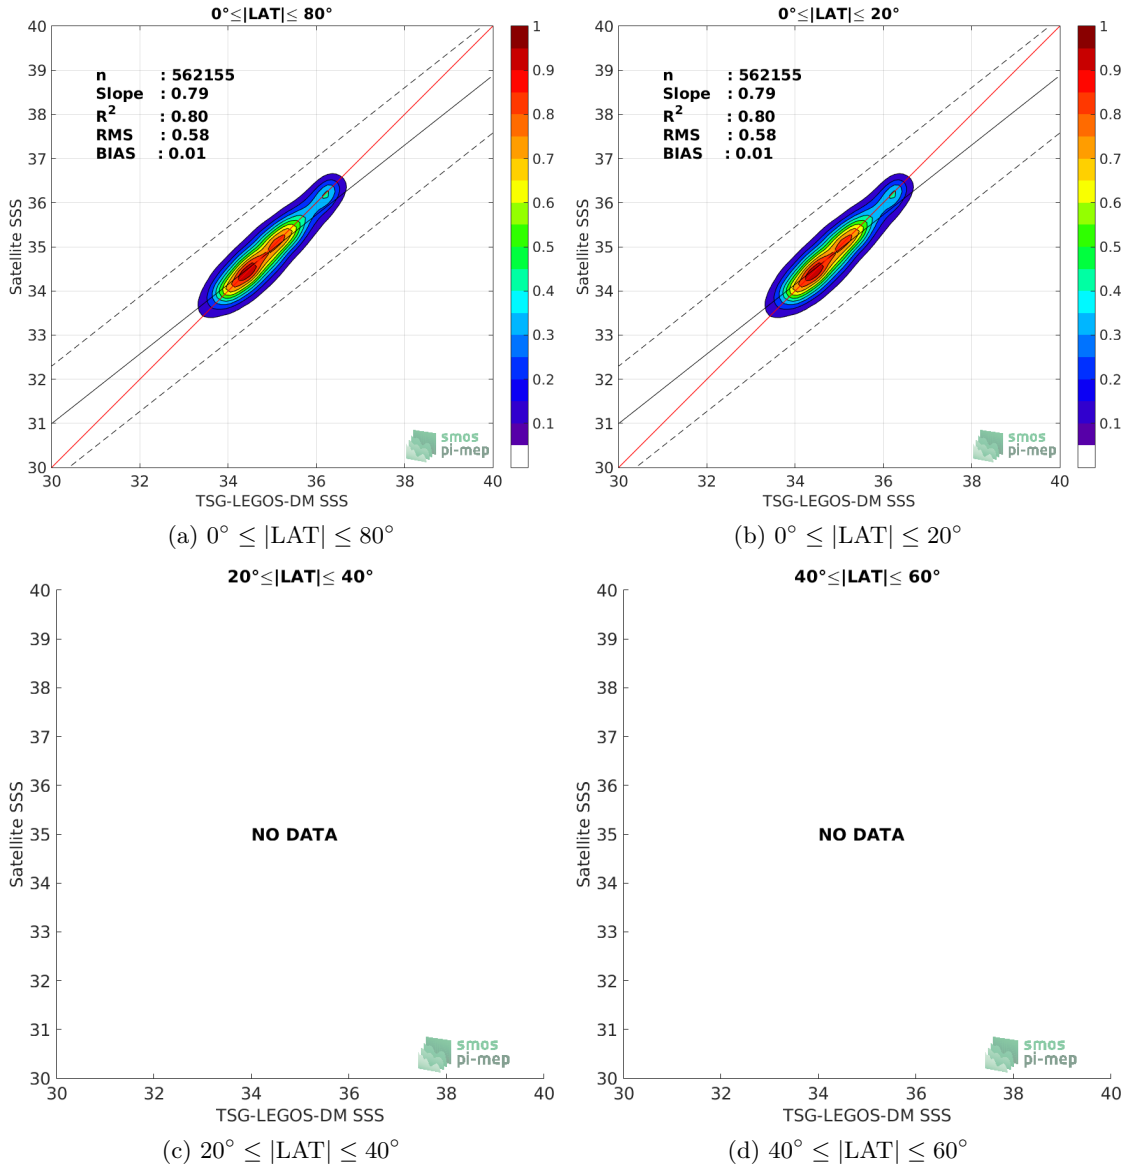 0°≤|LAT|≤ 80°
40
39
38
37
36
35
34
33
32
31
30
Satellite SSS
n : 562155
Slope : 0.79
R² : 0.80
RMS : 0.58
BIAS : 0.01
smos
pi-mep
30 32 34 36 38 40
TSG-LEGOS-DM SSS
1
0.9
0.8
0.7
0.6
0.5
0.4
0.3
0.2
0.1
(a) 0° ≤ |LAT| ≤ 80°
0°≤|LAT|≤ 20°
40
39
38
37
36
35
34
33
32
31
30
Satellite SSS
n : 562155
Slope : 0.79
R² : 0.80
RMS : 0.58
BIAS : 0.01
smos
pi-mep
30 32 34 36 38 40
TSG-LEGOS-DM SSS
1
0.9
0.8
0.7
0.6
0.5
0.4
0.3
0.2
0.1
(b) 0° ≤ |LAT| ≤ 20°
20°≤|LAT|≤ 40°
40
39
38
37
36
35
34
33
32
31
30
Satellite SSS
NO DATA
smos
pi-mep
30 32 34 36 38 40
TSG-LEGOS-DM SSS
(c) 20° ≤ |LAT| ≤ 40°
40°≤|LAT|≤ 60°
40
39
38
37
36
35
34
33
32
31
30
Satellite SSS
NO DATA
smos
pi-mep
30 32 34 36 38 40
TSG-LEGOS-DM SSS
(d) 40° ≤ |LAT| ≤ 60°